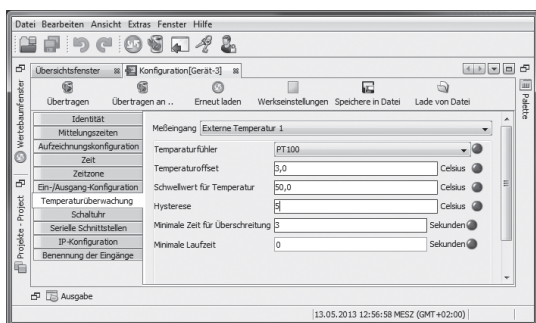 Datei Bearbeiten Ansicht Extras Fenster Hilfe
Übersichtsfenster Konfiguration[Gerät-3]
Übertragen Übertragen an .. Erneut laden Werkseinstellungen Speichere in Datei Lade von Datei
Wertebaumfenster
Projekte - Projekt
Palette
Identität
Mittelungszeiten
Aufzeichnungskonfiguration
Zeit
Zeitzone
Ein-/Ausgang-Konfiguration
Temperaturüberwachung
Schaltuhr
Serielle Schnittstellen
IP-Konfiguration
Benennung der Eingänge
Meßeingang Externe Temperatur 1
Temparaturfühler PT100
Temperaturoffset 3,0 Celsius
Schwellwert für Temperatur 50,0 Celsius
Hysterese 5 Celsius
Minimale Zeit für Überschreitung 3 Sekunden
Minimale Laufzeit 0 Sekunden
Ausgabe
13.05.2013 12:56:58 MESZ (GMT+02:00)